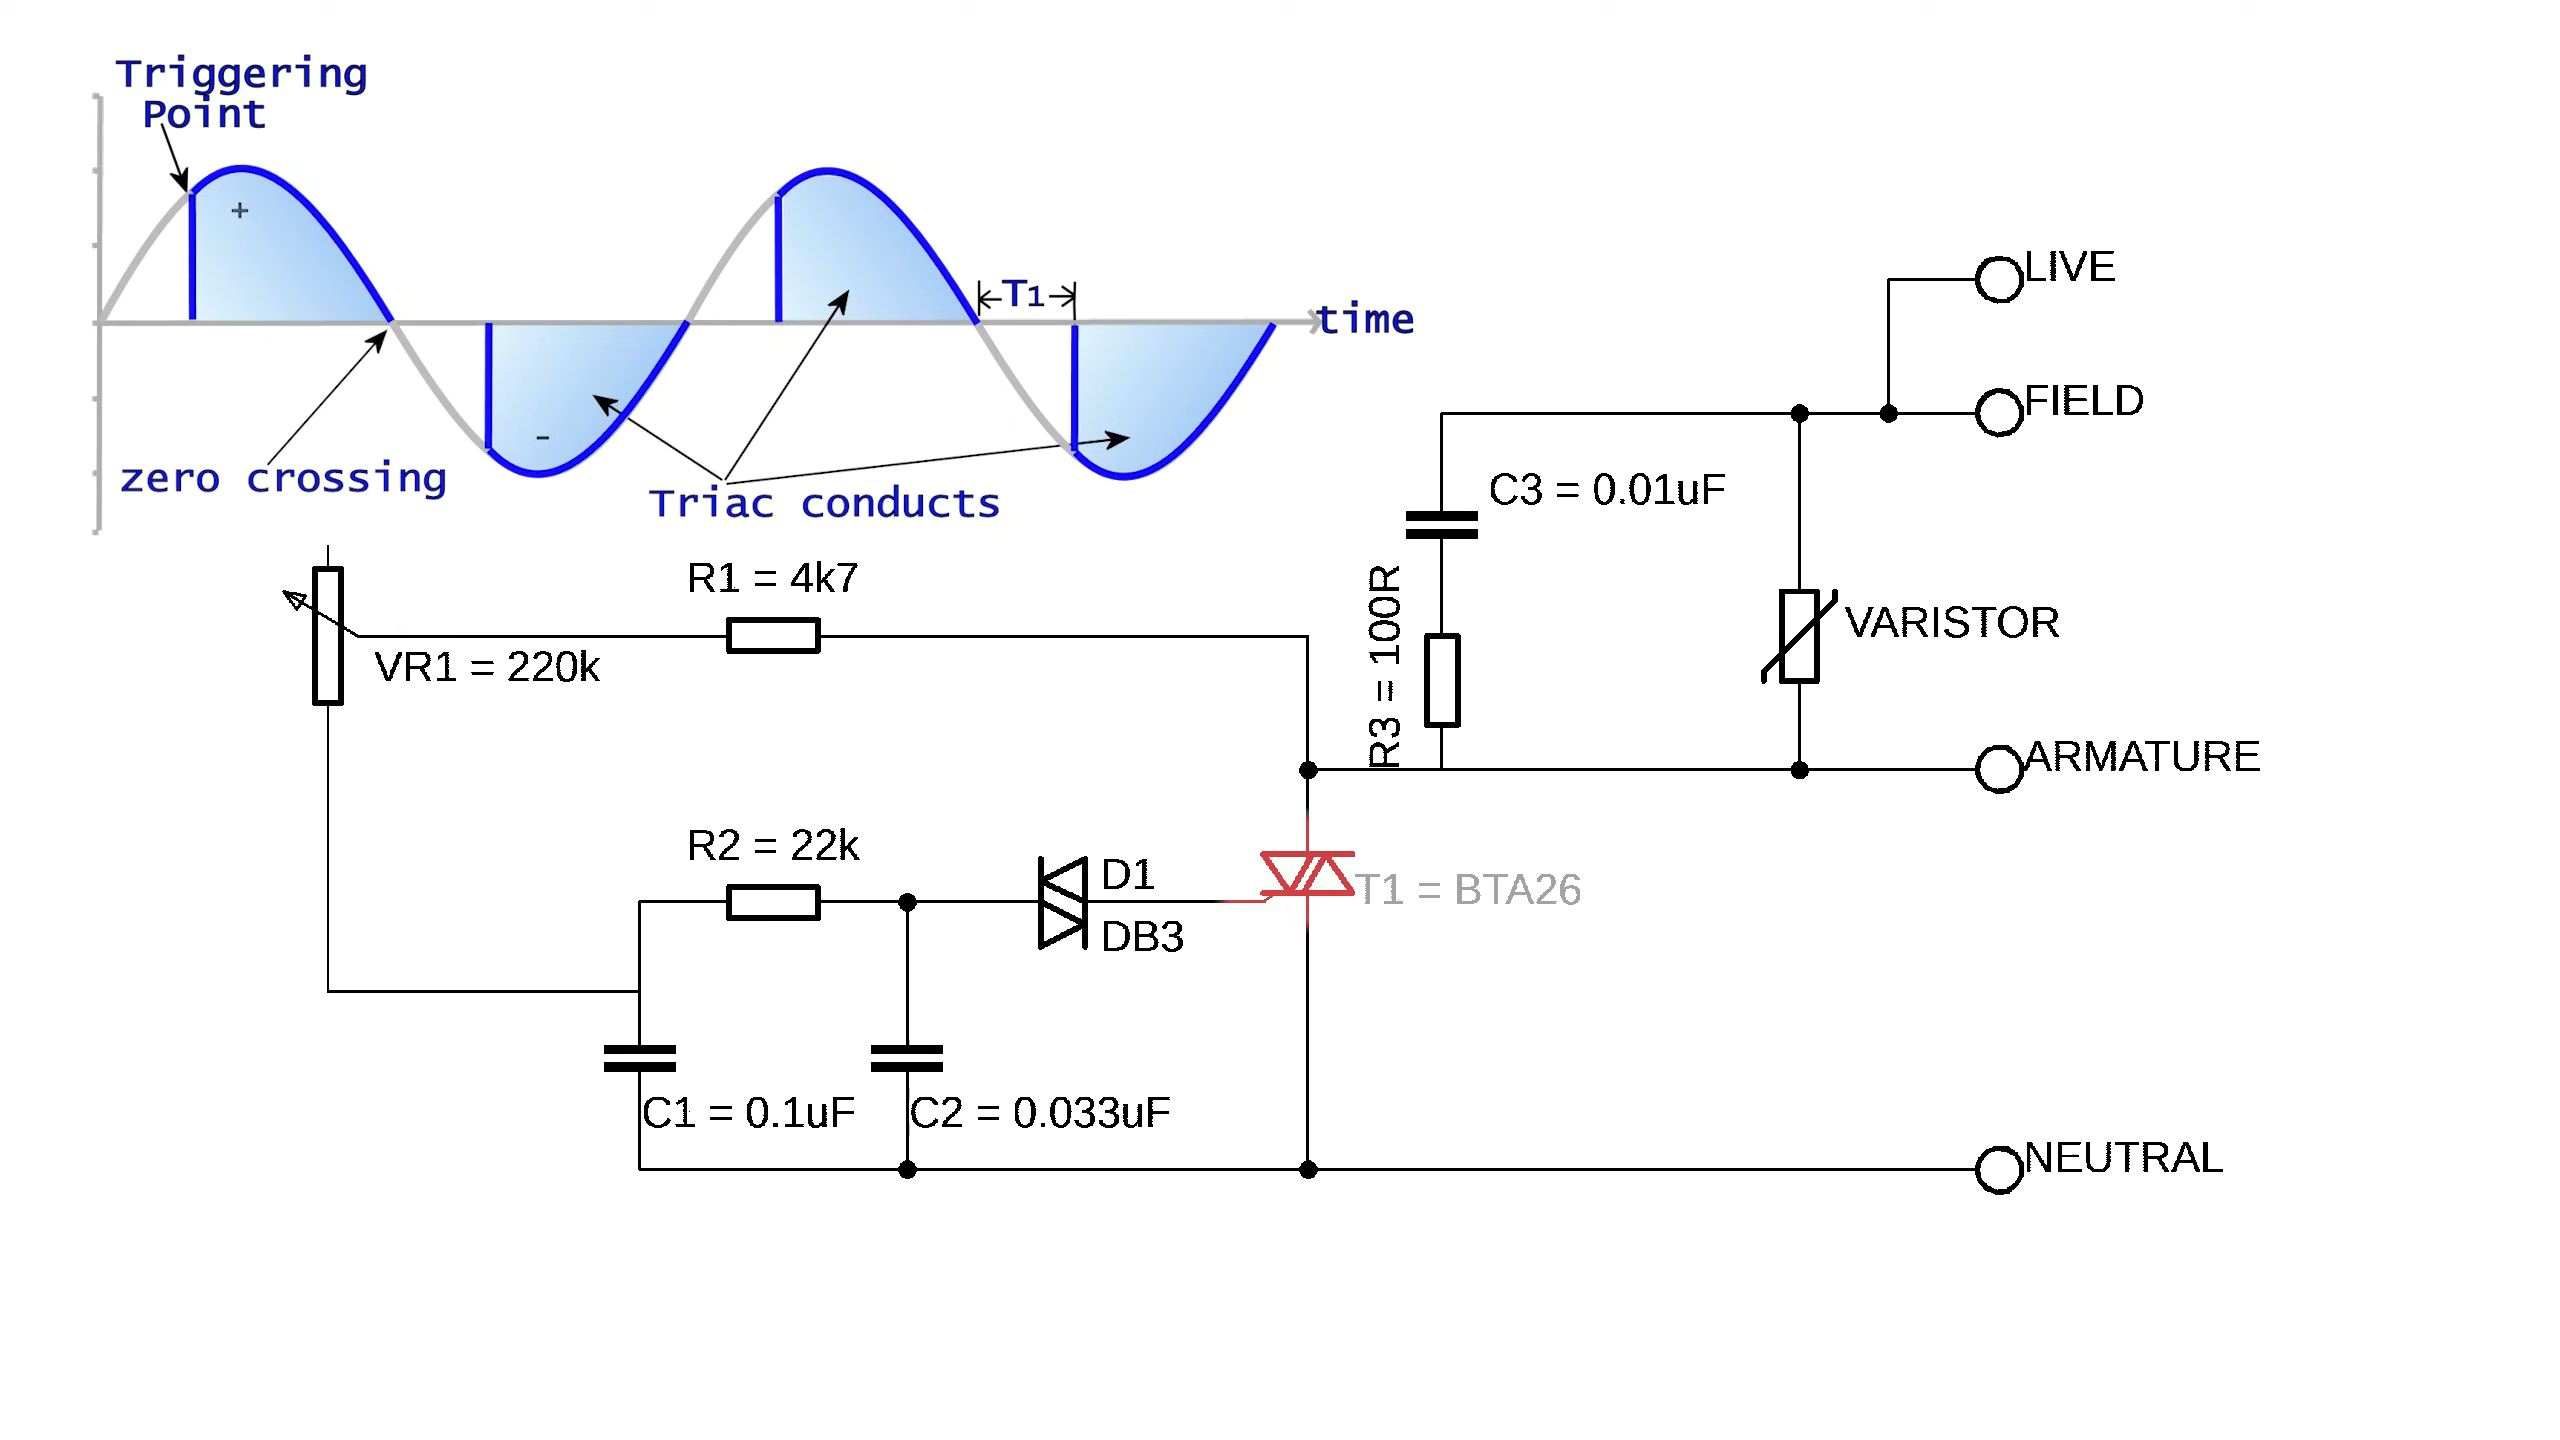 Triggering
Point
+
T1
time
-
zero crossing
Triac conducts
LIVE
FIELD
C3 = 0.01uF
R1 = 4k7
R3 = 100R
VARISTOR
VR1 = 220k
ARMATURE
R2 = 22k
D1
DB3
T1 = BTA26
C1 = 0.1uF
C2 = 0.033uF
NEUTRAL